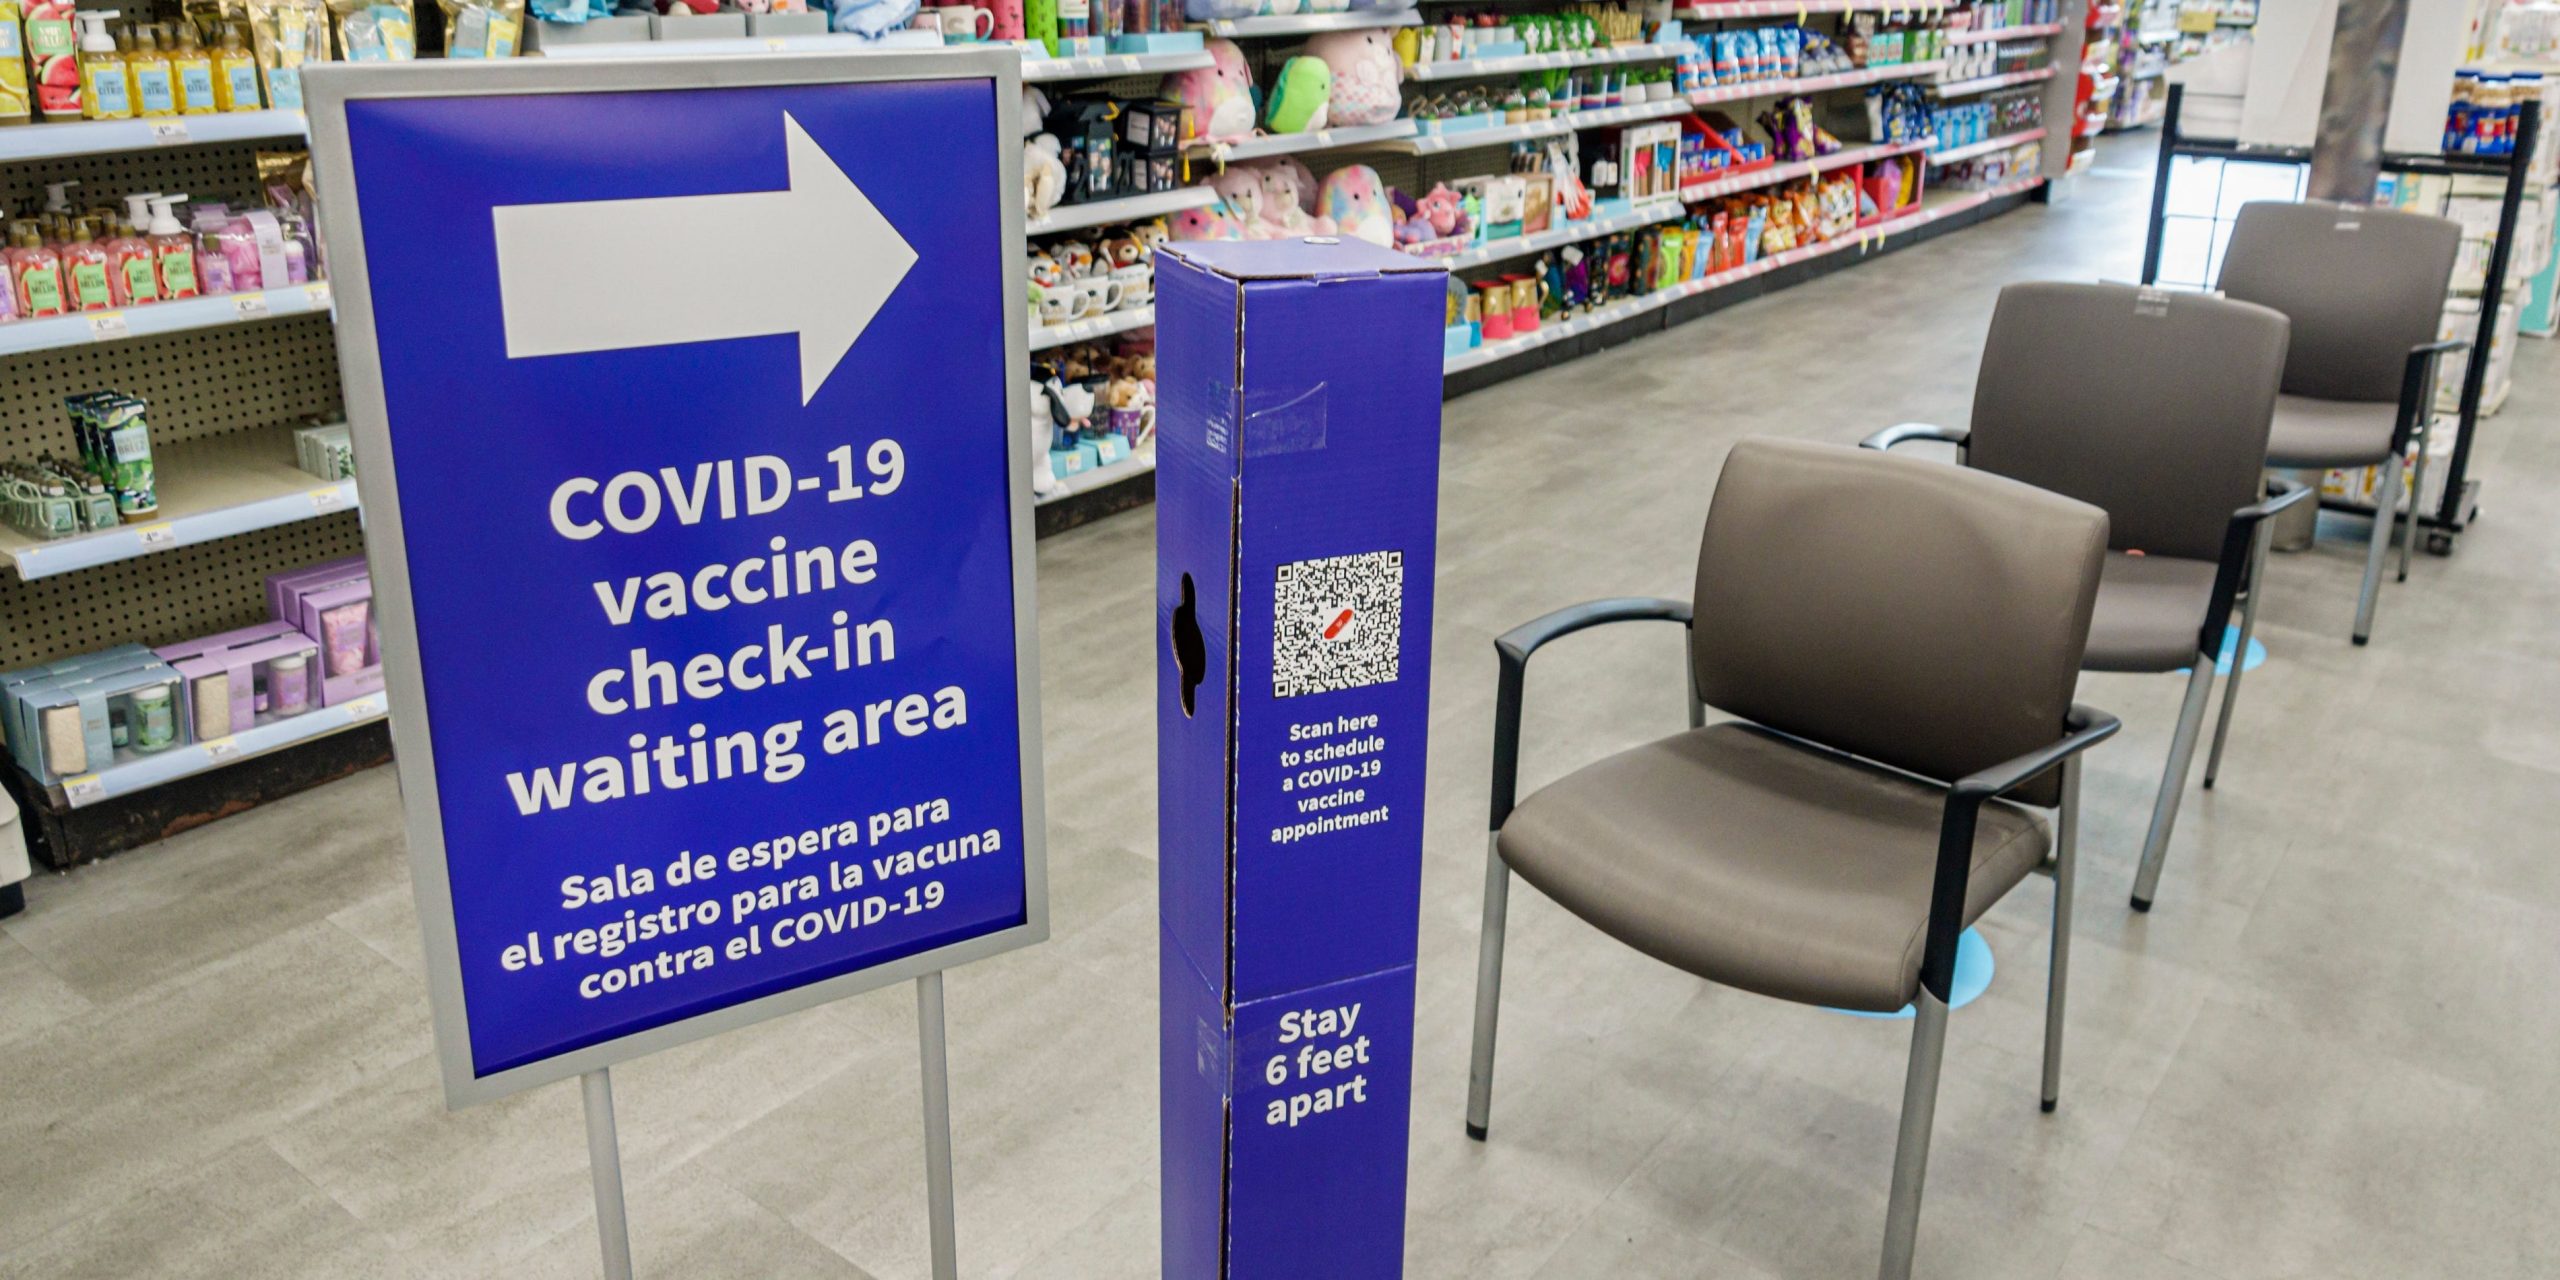 COVID-19
vaccine
check-in
waiting area
Sala de espera para
el registro para la vacuna
contra el COVID-19
Scan here
to schedule
a COVID-19
vaccine
appointment
Stay
6 feet
apart